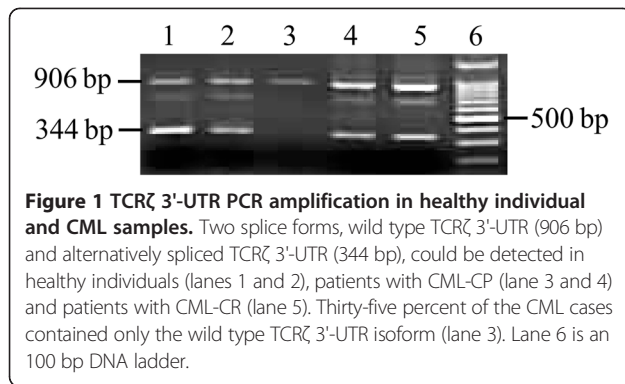 1 2 3 4 5 6
906 bp
344 bp
500 bp
Figure 1 TCRζ 3'-UTR PCR amplification in healthy individual
and CML samples. Two splice forms, wild type TCRζ 3'-UTR (906 bp)
and alternatively spliced TCRζ 3'-UTR (344 bp), could be detected in
healthy individuals (lanes 1 and 2), patients with CML-CP (lane 3 and 4)
and patients with CML-CR (lane 5). Thirty-five percent of the CML cases
contained only the wild type TCRζ 3'-UTR isoform (lane 3). Lane 6 is an
100 bp DNA ladder.